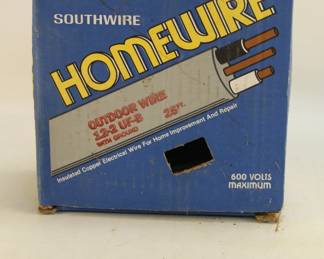 SOUTHWIRE
HOMEWIRE
OUTDOOR WIRE
12-2 UF-B 25FT.
WITH GROUND
Insulated Copper Electrical Wire For Home Improvement And Repair
600 VOLTS
MAXIMUM